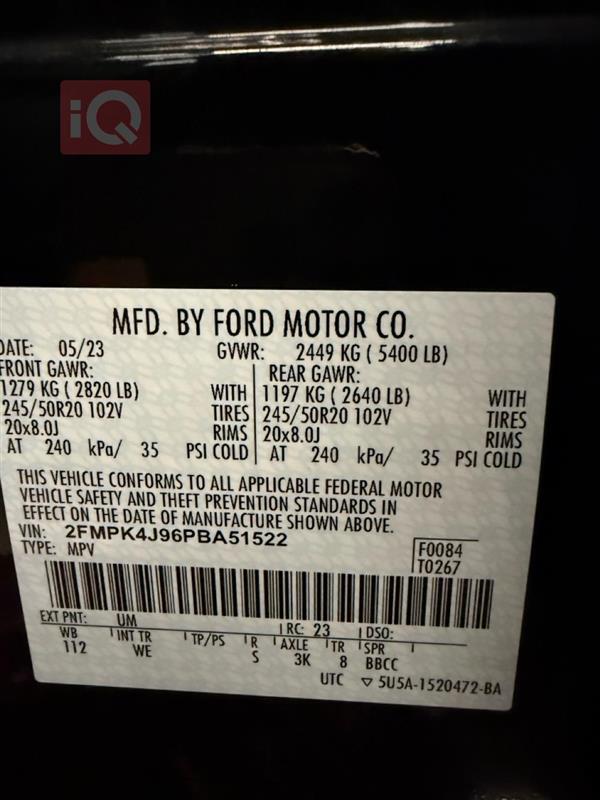 iQ
MFD. BY FORD MOTOR CO.
DATE: 05/23 GVWR: 2449 KG ( 5400 LB)
FRONT GAWR: REAR GAWR:
1279 KG ( 2820 LB) WITH 1197 KG ( 2640 LB) WITH
245/50R20 102V TIRES 245/50R20 102V TIRES
20x8.0J RIMS 20x8.0J RIMS
AT 240 kPa/ 35 PSI COLD AT 240 kPa/ 35 PSI COLD
THIS VEHICLE CONFORMS TO ALL APPLICABLE FEDERAL MOTOR
VEHICLE SAFETY AND THEFT PREVENTION STANDARDS IN
EFFECT ON THE DATE OF MANUFACTURE SHOWN ABOVE.
VIN: 2FMPK4J96PBA51522
TYPE: MPV F0084
T0267
EXT PNT: UM RC: 23 DSO:
WB INT TR TP/PS R AXLE TR SPR
112 WE S 3K 8 BBCC
UTC ▽ 5U5A-1520472-BA